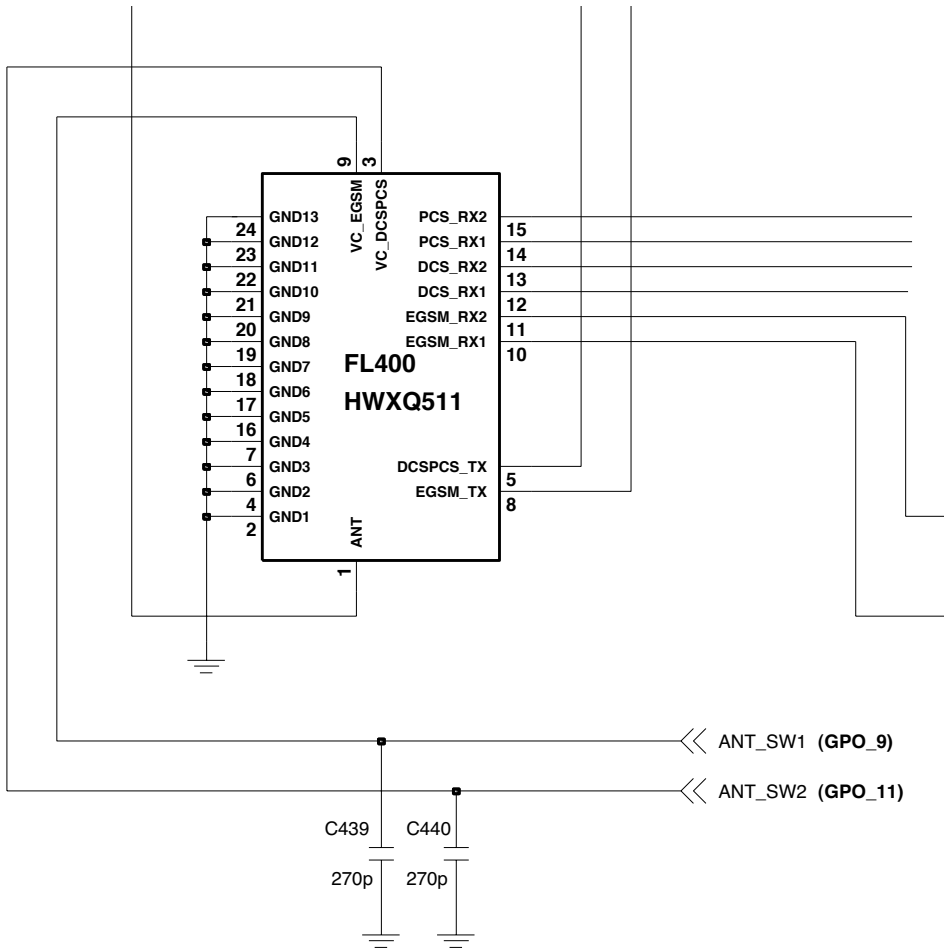 9 3
VC_EGSM
VC_DCSPCS
GND13 PCS_RX2
24 15
GND12 PCS_RX1
23 14
GND11 DCS_RX2
22 13
GND10 DCS_RX1
21 12
GND9 EGSM_RX2
20 11
GND8 EGSM_RX1
19 10
GND7 FL400
18
GND6 HWXQ511
17
GND5
16
GND4
7
GND3 DCSPCS_TX
6 5
GND2 EGSM_TX
4 8
GND1
2
ANT
1
ANT_SW1 (GPO_9)
ANT_SW2 (GPO_11)
C439 C440
270p 270p